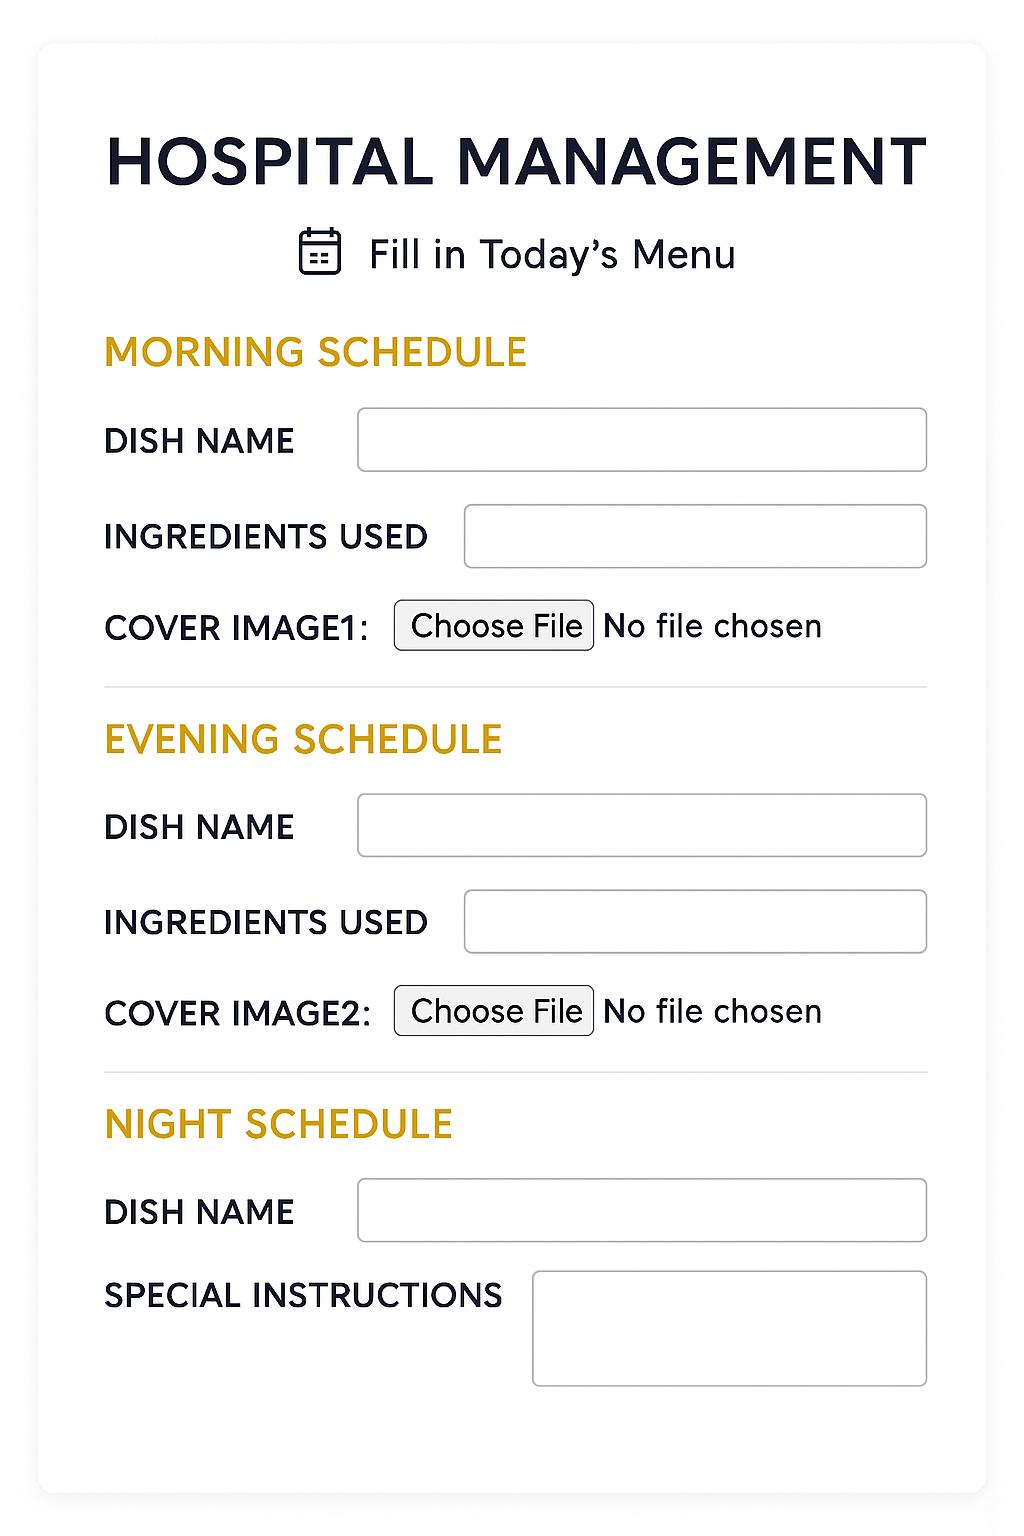 HOSPITAL MANAGEMENT
Fill in Today’s Menu
MORNING SCHEDULE
DISH NAME
INGREDIENTS USED
COVER IMAGE1: Choose File No file chosen
EVENING SCHEDULE
DISH NAME
INGREDIENTS USED
COVER IMAGE2: Choose File No file chosen
NIGHT SCHEDULE
DISH NAME
SPECIAL INSTRUCTIONS